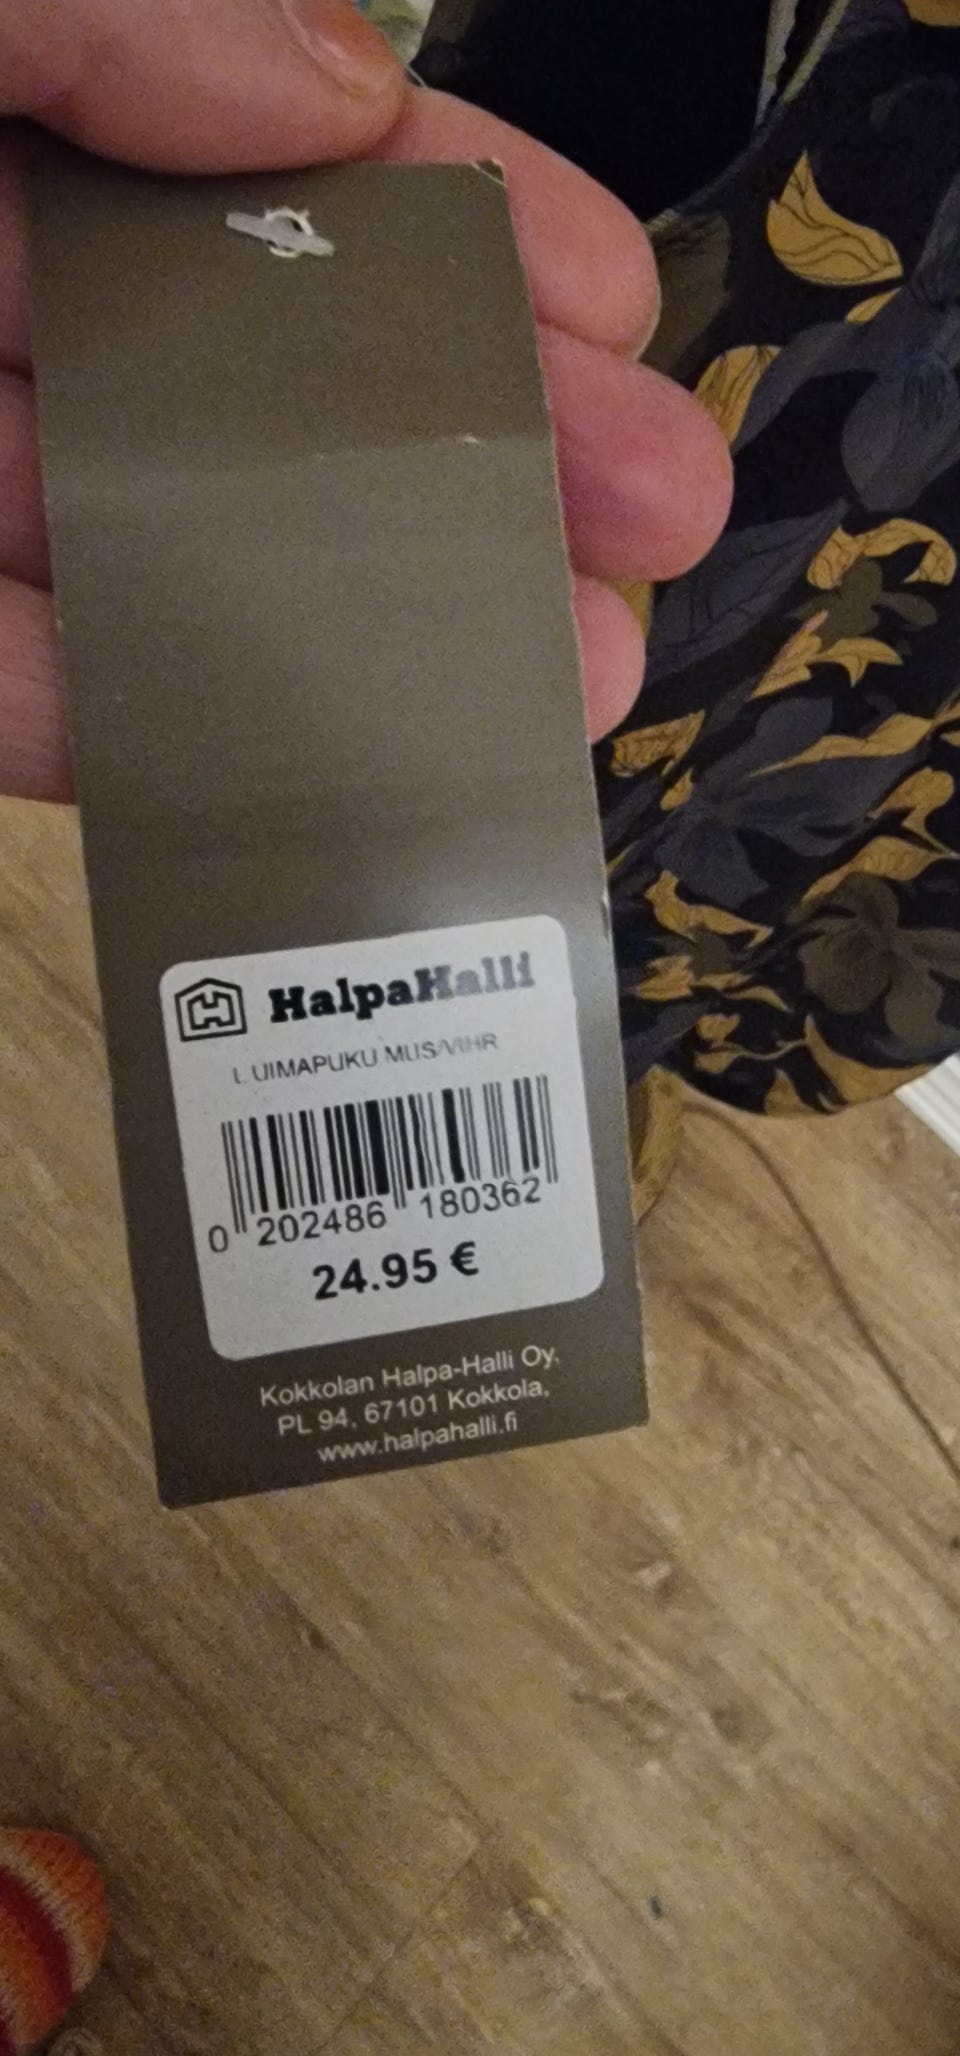 HalpaHalli
L UIMAPUKU MUS/VIHR
0 202486 180362
24.95 €
Kokkolan Halpa-Halli Oy,
PL 94, 67101 Kokkola,
www.halpahalli.fi